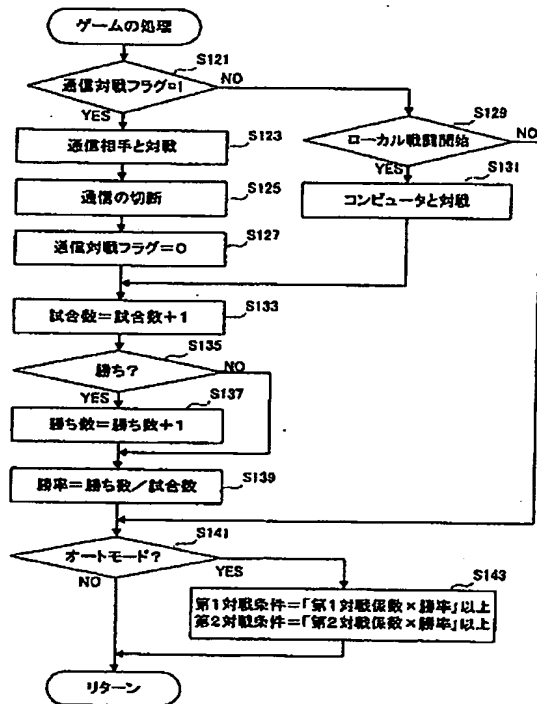 ゲームの処理
S121
通信対戦フラグ=1
NO
YES
S129
ローカル戦闘開始
NO
YES
S123
通信相手と対戦
S131
コンピュータと対戦
S125
通信の切断
S127
通信対戦フラグ=0
S133
試合数=試合数+1
S135
勝ち?
NO
YES
S137
勝ち数=勝ち数+1
S139
勝率=勝ち数/試合数
S141
オートモード?
YES
NO
S143
第1対戦条件=「第1対戦係数×勝率」以上
第2対戦条件=「第2対戦係数×勝率」以上
リターン